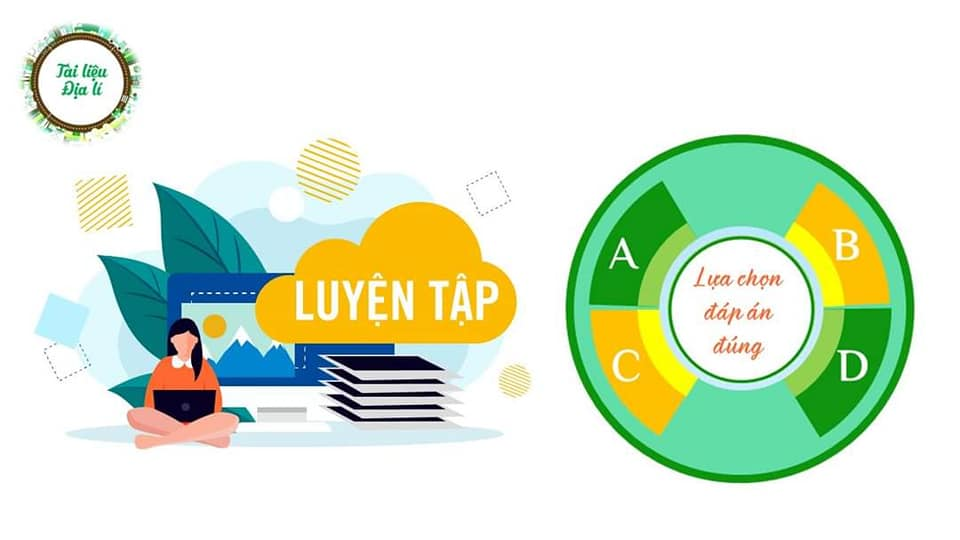 Tài liệu
Địa lí
LUYỆN TẬP
A
B
Lựa chọn
đáp án
đúng
C
D